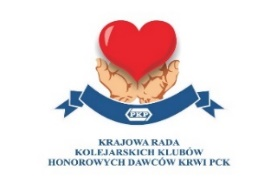 PKP
KRAJOWA RADA
KOLEJARSKICH KLUBÓW
HONOROWYCH DAWCÓW KRWI PCK